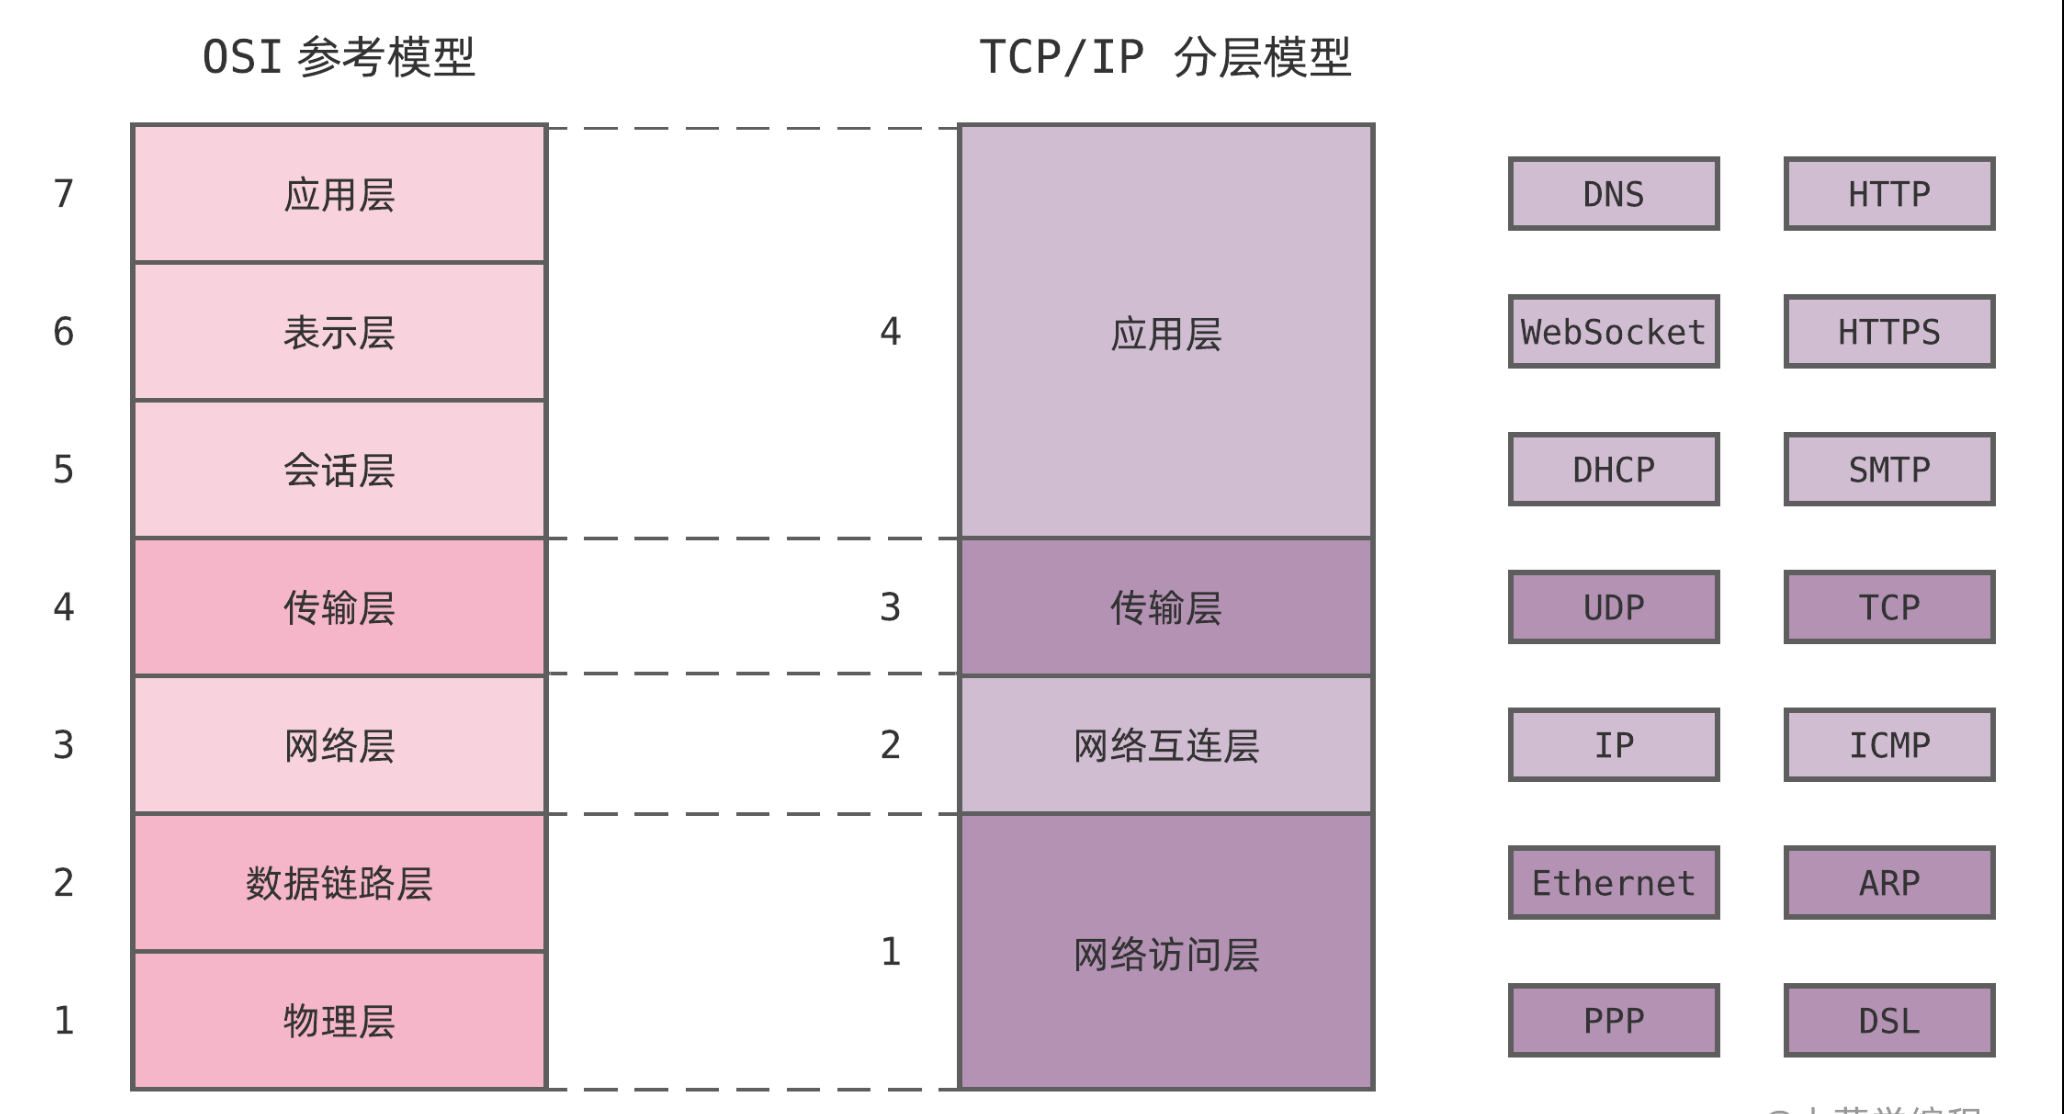 OSI 参考模型
TCP/IP 分层模型
7 应用层
DNS HTTP
6 表示层
4 应用层
WebSocket HTTPS
5 会话层
DHCP SMTP
4 传输层
3 传输层
UDP TCP
3 网络层
2 网络互连层
IP ICMP
2 数据链路层
Ethernet ARP
1 网络访问层
1 物理层
PPP DSL